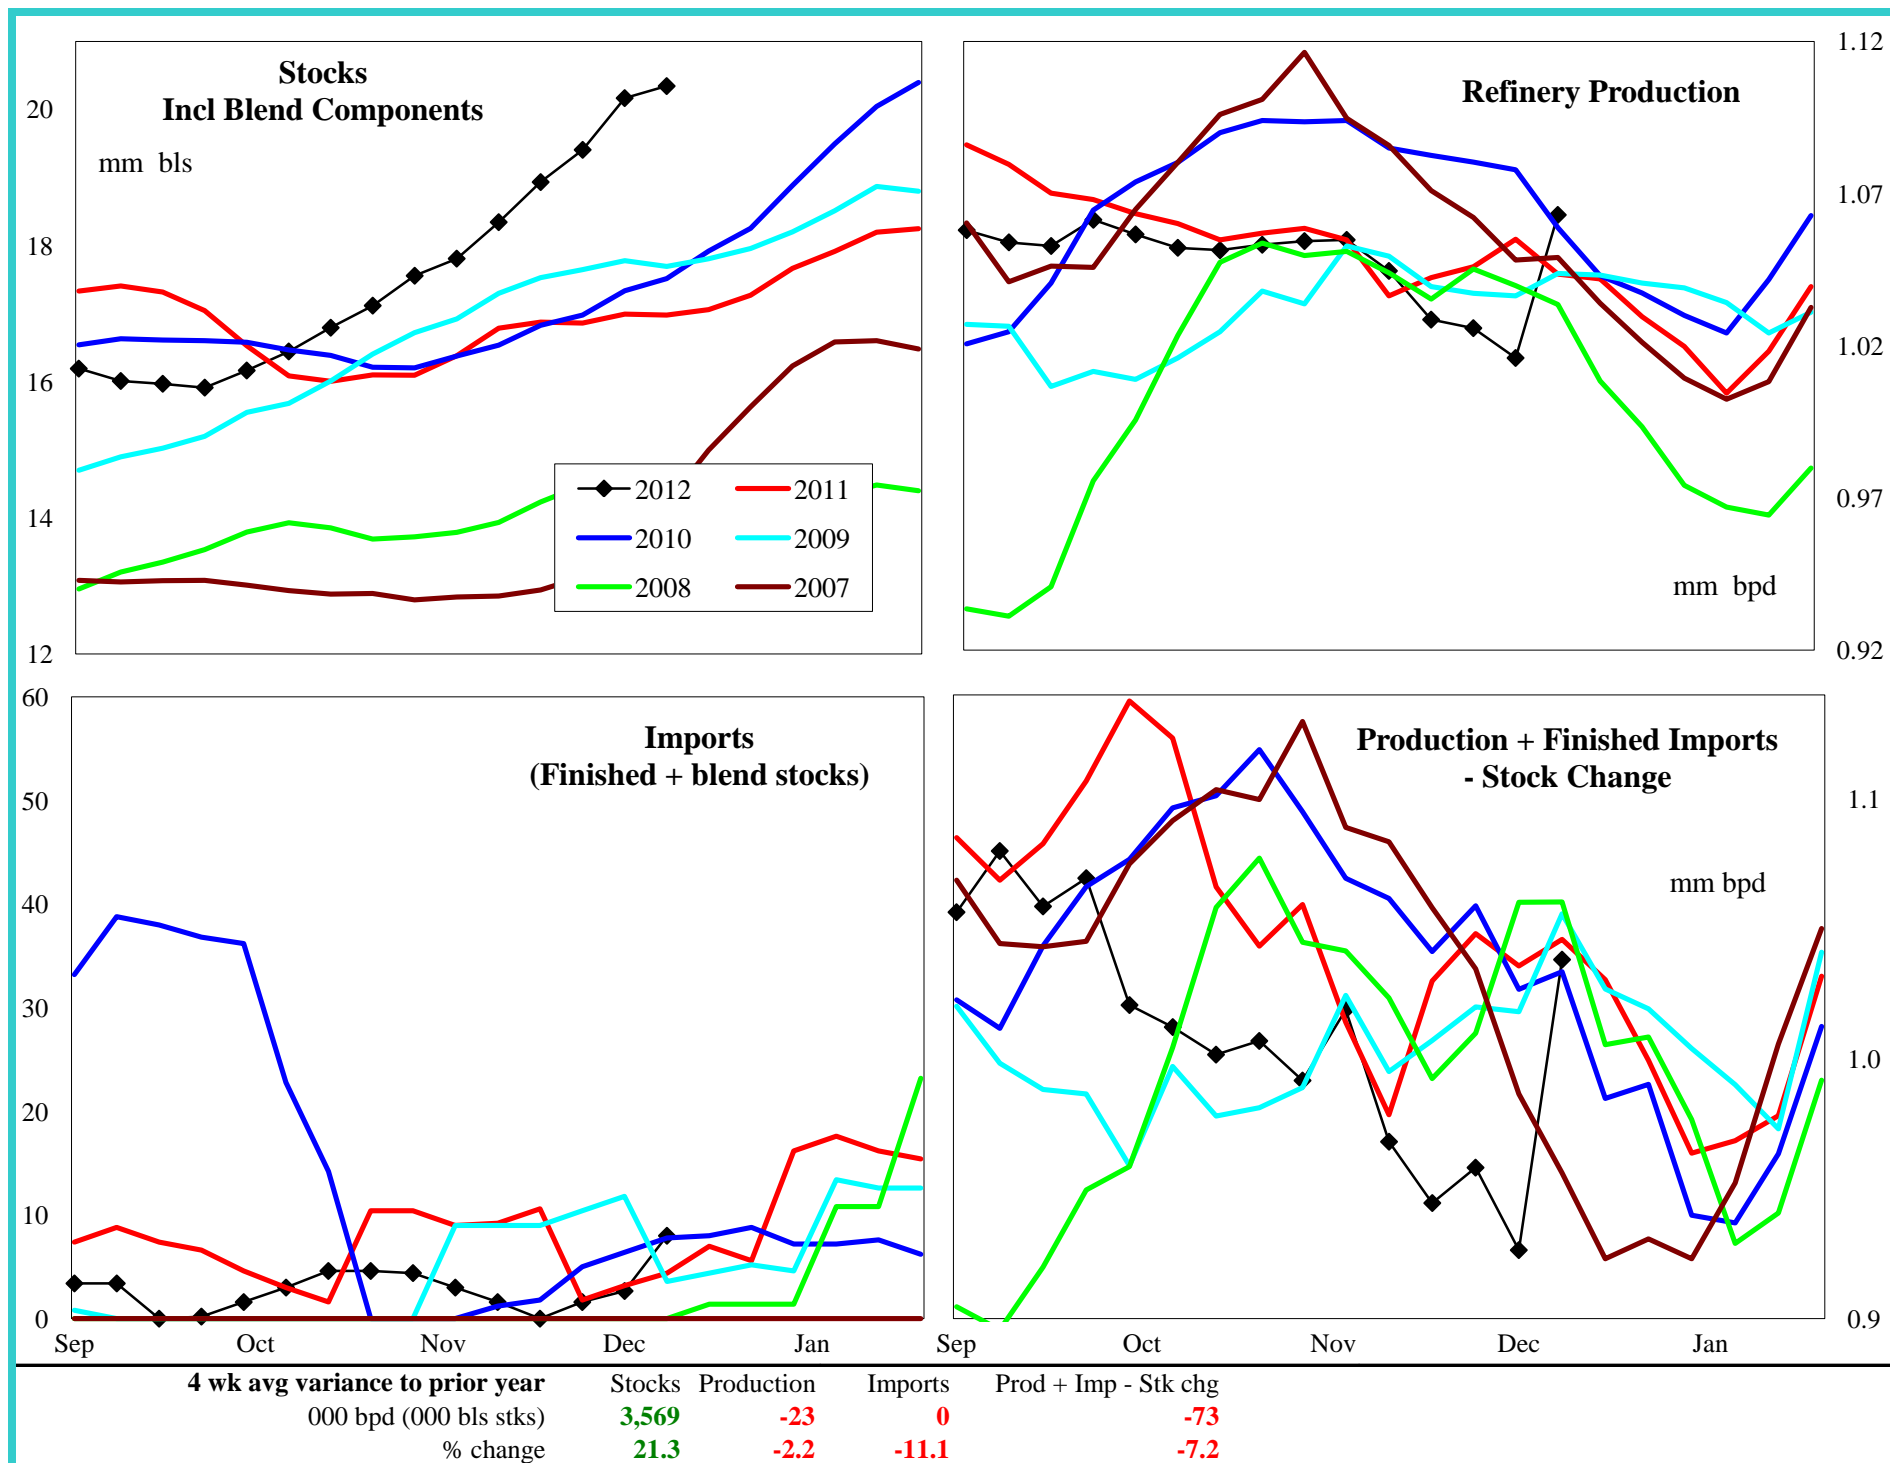 Stocks
Incl Blend Components
mm bls
20
18
16
14
12
2012 2011
2010 2009
2008 2007
Refinery Production
mm bpd
1.12
1.07
1.02
0.97
0.92
Imports
(Finished + blend stocks)
60
50
40
30
20
10
0
Sep Oct Nov Dec Jan
Production + Finished Imports
- Stock Change
mm bpd
1.1
1.0
0.9
Sep Oct Nov Dec Jan
4 wk avg variance to prior year Stocks Production Imports Prod + Imp - Stk chg
000 bpd (000 bls stks) 3,569 -23 0 -73
% change 21.3 -2.2 -11.1 -7.2